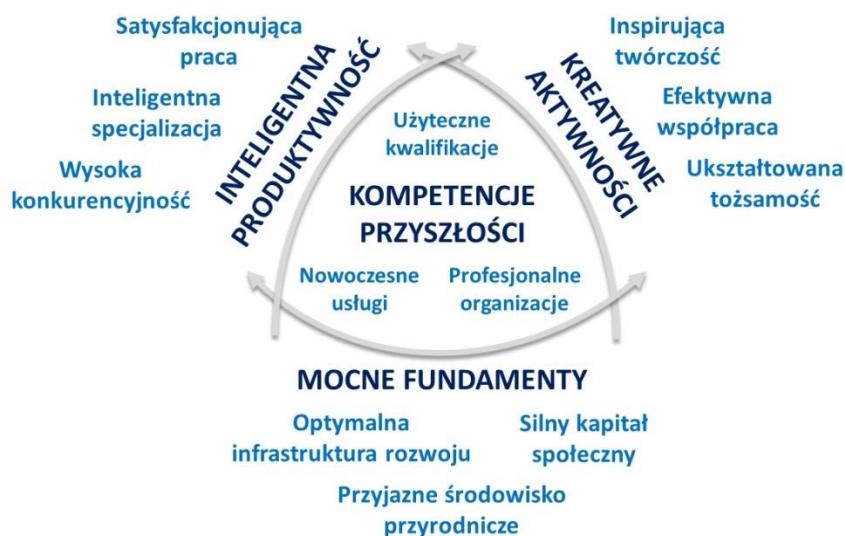 Satysfakcjonująca
praca
Inteligentna
specjalizacja
Wysoka
konkurencyjność
INTELIGENTNA
PRODUKTYWNOŚĆ
Inspirująca
twórczość
Efektywna
współpraca
Ukształtowana
tożsamość
KREATYWNE
AKTYWNOŚCI
Użyteczne
kwalifikacje
KOMPETENCJE
PRZYSZŁOŚCI
Nowoczesne
usługi
Profesjonalne
organizacje
MOCNE FUNDAMENTY
Optymalna
infrastruktura rozwoju
Silny kapitał
społeczny
Przyjazne środowisko
przyrodnicze